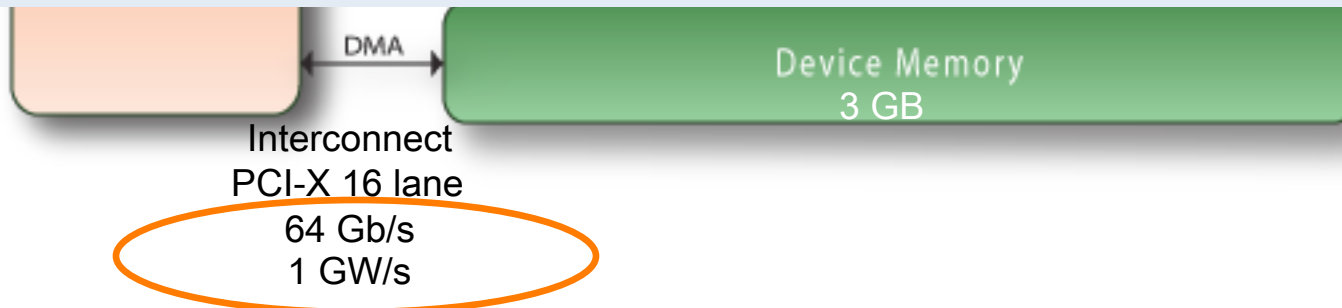 DMA
Device Memory
3 GB
Interconnect
PCI-X 16 lane
64 Gb/s
1 GW/s